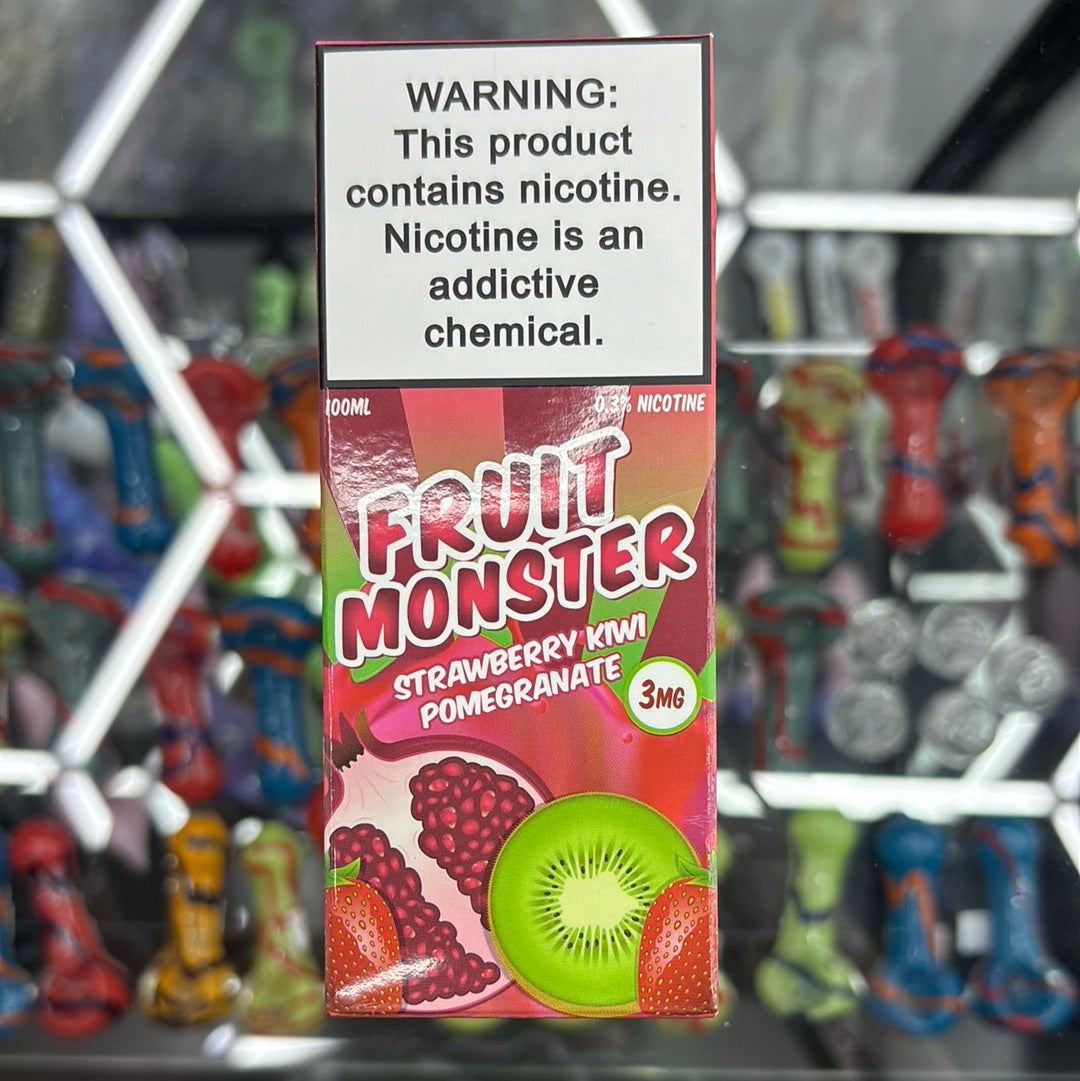 WARNING:
This product
contains nicotine.
Nicotine is an
addictive
chemical.
100ML 0.3% NICOTINE
FRUIT
MONSTER
STRAWBERRY KIWI
POMEGRANATE
3MG